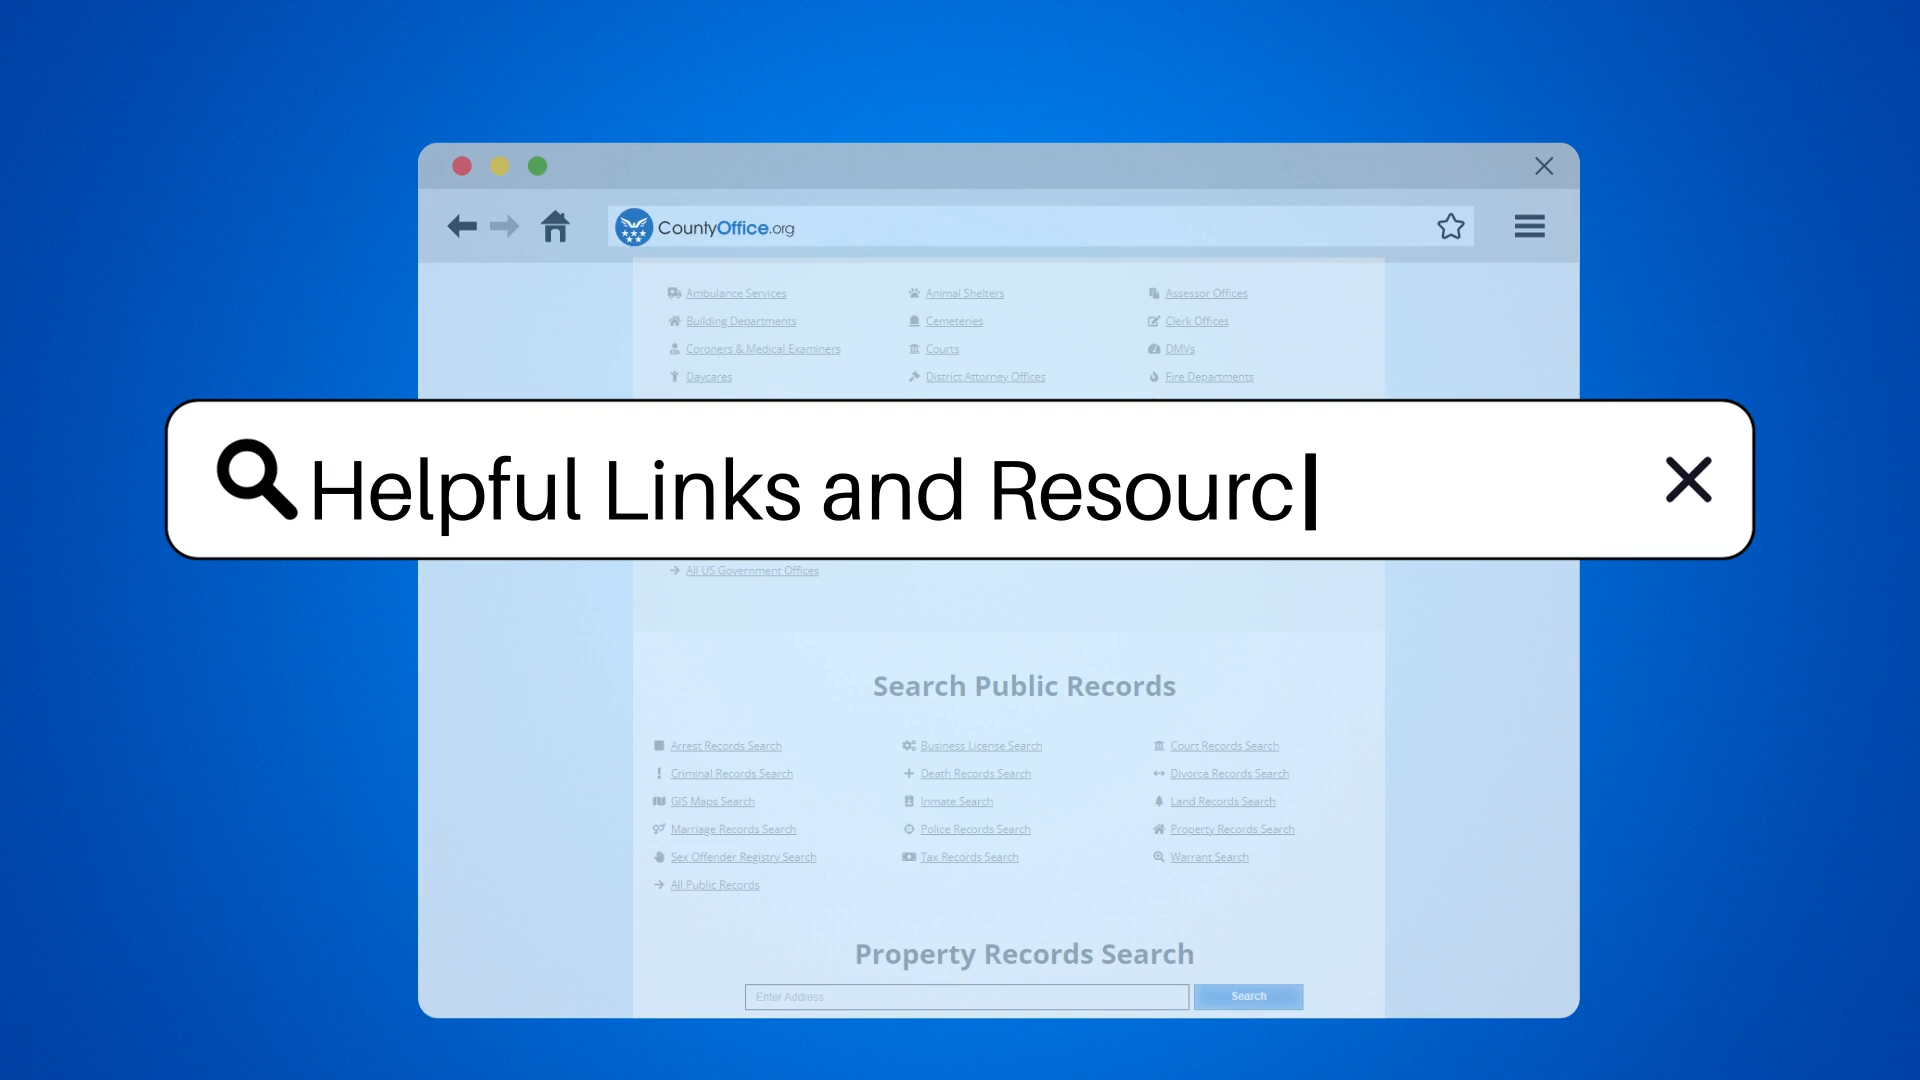 CountyOffice.org
Ambulance Services Animal Shelters Assessor Offices
Building Departments Cemeteries Clerk Offices
Coroners & Medical Examiners Courts DMVs
Daycares District Attorney Offices Fire Departments
Helpful Links and Resourc
All US Government Offices
Search Public Records
Arrest Records Search Business License Search Court Records Search
Criminal Records Search Death Records Search Divorce Records Search
GIS Maps Search Inmate Search Land Records Search
Marriage Records Search Police Records Search Property Records Search
Sex Offender Registry Search Tax Records Search Warrant Search
All Public Records
Property Records Search
Enter Address Search